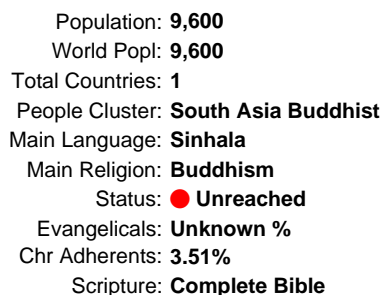 Population: 9,600
World Popl: 9,600
Total Countries: 1
People Cluster: South Asia Buddhist
Main Language: Sinhala
Main Religion: Buddhism
Status: Unreached
Evangelicals: Unknown %
Chr Adherents: 3.51%
Scripture: Complete Bible